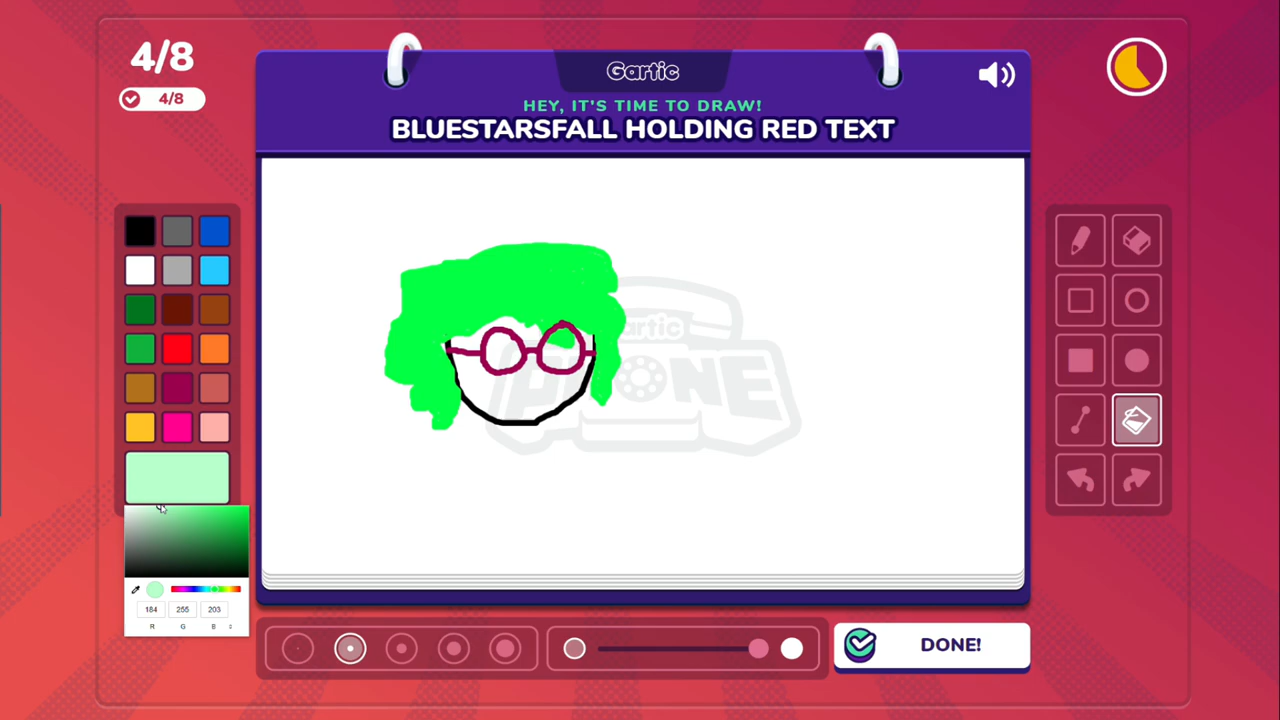 4/8
4/8
Gartic
HEY, IT'S TIME TO DRAW!
BLUESTARSFALL HOLDING RED TEXT
artic
PHONE
184 255 203
R G B
DONE!